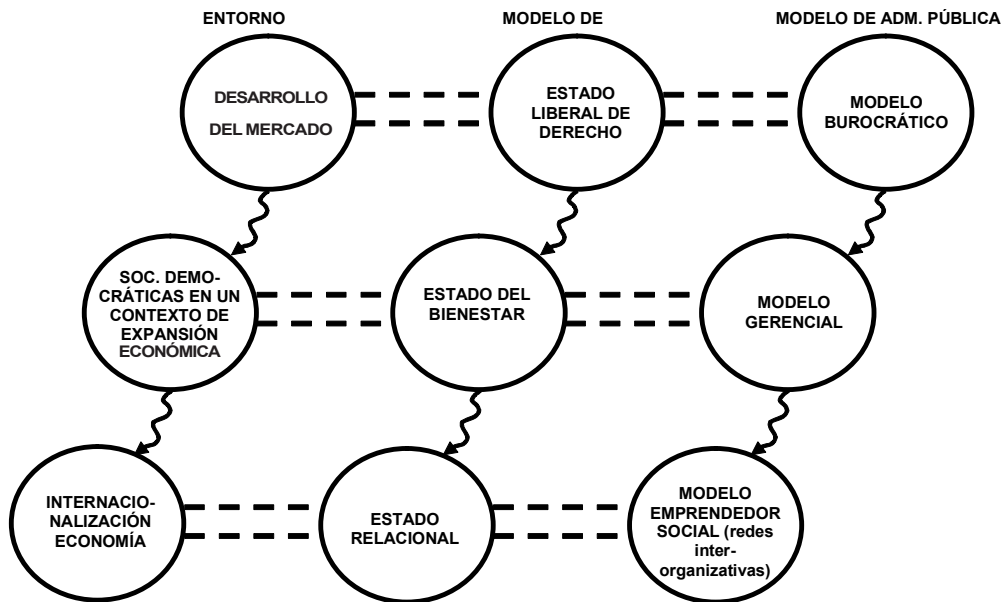 ENTORNO
MODELO DE
MODELO DE ADM. PÚBLICA
DESARROLLO
DEL MERCADO
ESTADO
LIBERAL DE
DERECHO
MODELO
BUROCRÁTICO
SOC. DEMO-
CRÁTICAS EN UN
CONTEXTO DE
EXPANSIÓN
ECONÓMICA
ESTADO DEL
BIENESTAR
MODELO
GERENCIAL
INTERNACIO-
NALIZACIÓN
ECONOMÍA
ESTADO
RELACIONAL
MODELO
EMPRENDEDOR
SOCIAL (redes
inter-
organizativas)